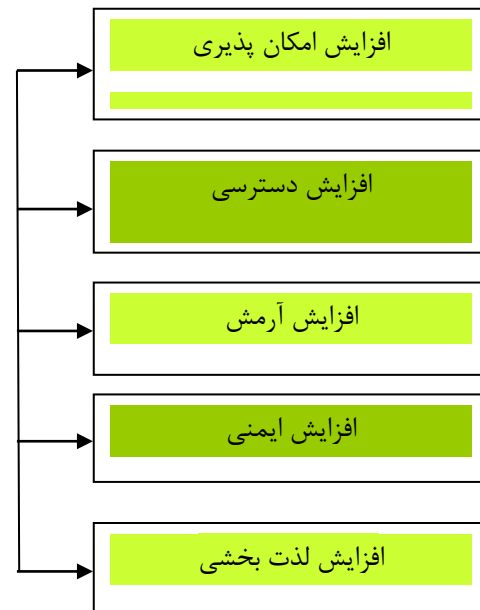 افزایش امکان پذیری
افزایش دسترسی
افزایش آرمش
افزایش ایمنی
افزایش لذت بخشی